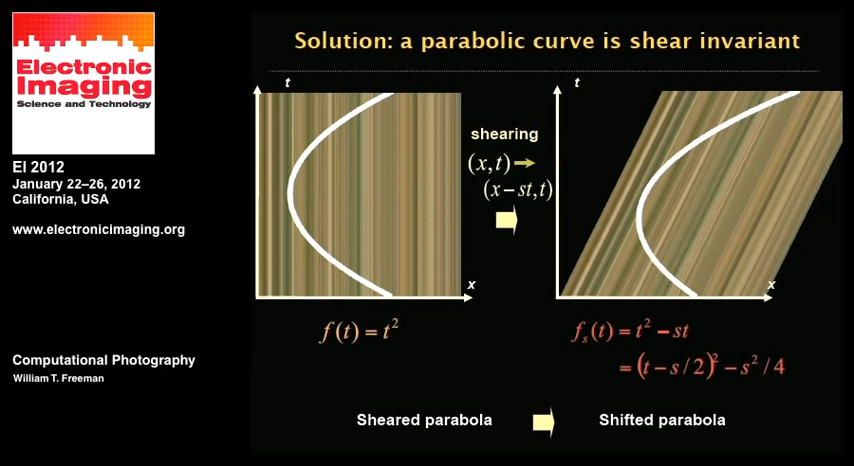 Electronic
Imaging
Science and Technology
EI 2012
January 22–26, 2012
California, USA
www.electronicimaging.org
Computational Photography
William T. Freeman
Solution: a parabolic curve is shear invariant
t
x
f(t) = t²
shearing
(x,t)→
(x−st,t)
t
x
fₛ(t) = t² − st
= (t − s/2)² − s²/4
Sheared parabola
Shifted parabola